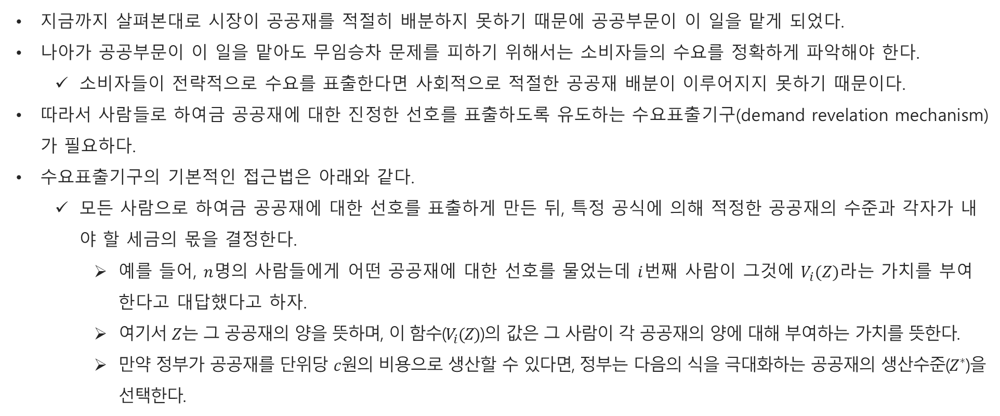 • 지금까지 살펴본대로 시장이 공공재를 적절히 배분하지 못하기 때문에 공공부문이 이 일을 맡게 되었다.
• 나아가 공공부문이 이 일을 맡아도 무임승차 문제를 피하기 위해서는 소비자들의 수요를 정확하게 파악해야 한다.
✓ 소비자들이 전략적으로 수요를 표출한다면 사회적으로 적절한 공공재 배분이 이루어지지 못하기 때문이다.
• 따라서 사람들로 하여금 공공재에 대한 진정한 선호를 표출하도록 유도하는 수요표출기구(demand revelation mechanism)
가 필요하다.
• 수요표출기구의 기본적인 접근법은 아래와 같다.
✓ 모든 사람으로 하여금 공공재에 대한 선호를 표출하게 만든 뒤, 특정 공식에 의해 적정한 공공재의 수준과 각자가 내
야 할 세금의 몫을 결정한다.
➢ 예를 들어, n명의 사람들에게 어떤 공공재에 대한 선호를 물었는데 i번째 사람이 그것에 Vᵢ(Z)라는 가치를 부여
한다고 대답했다고 하자.
➢ 여기서 Z는 그 공공재의 양을 뜻하며, 이 함수(Vᵢ(Z))의 값은 그 사람이 각 공공재의 양에 대해 부여하는 가치를 뜻한다.
➢ 만약 정부가 공공재를 단위당 c원의 비용으로 생산할 수 있다면, 정부는 다음의 식을 극대화하는 공공재의 생산수준(Z*)을
선택한다.